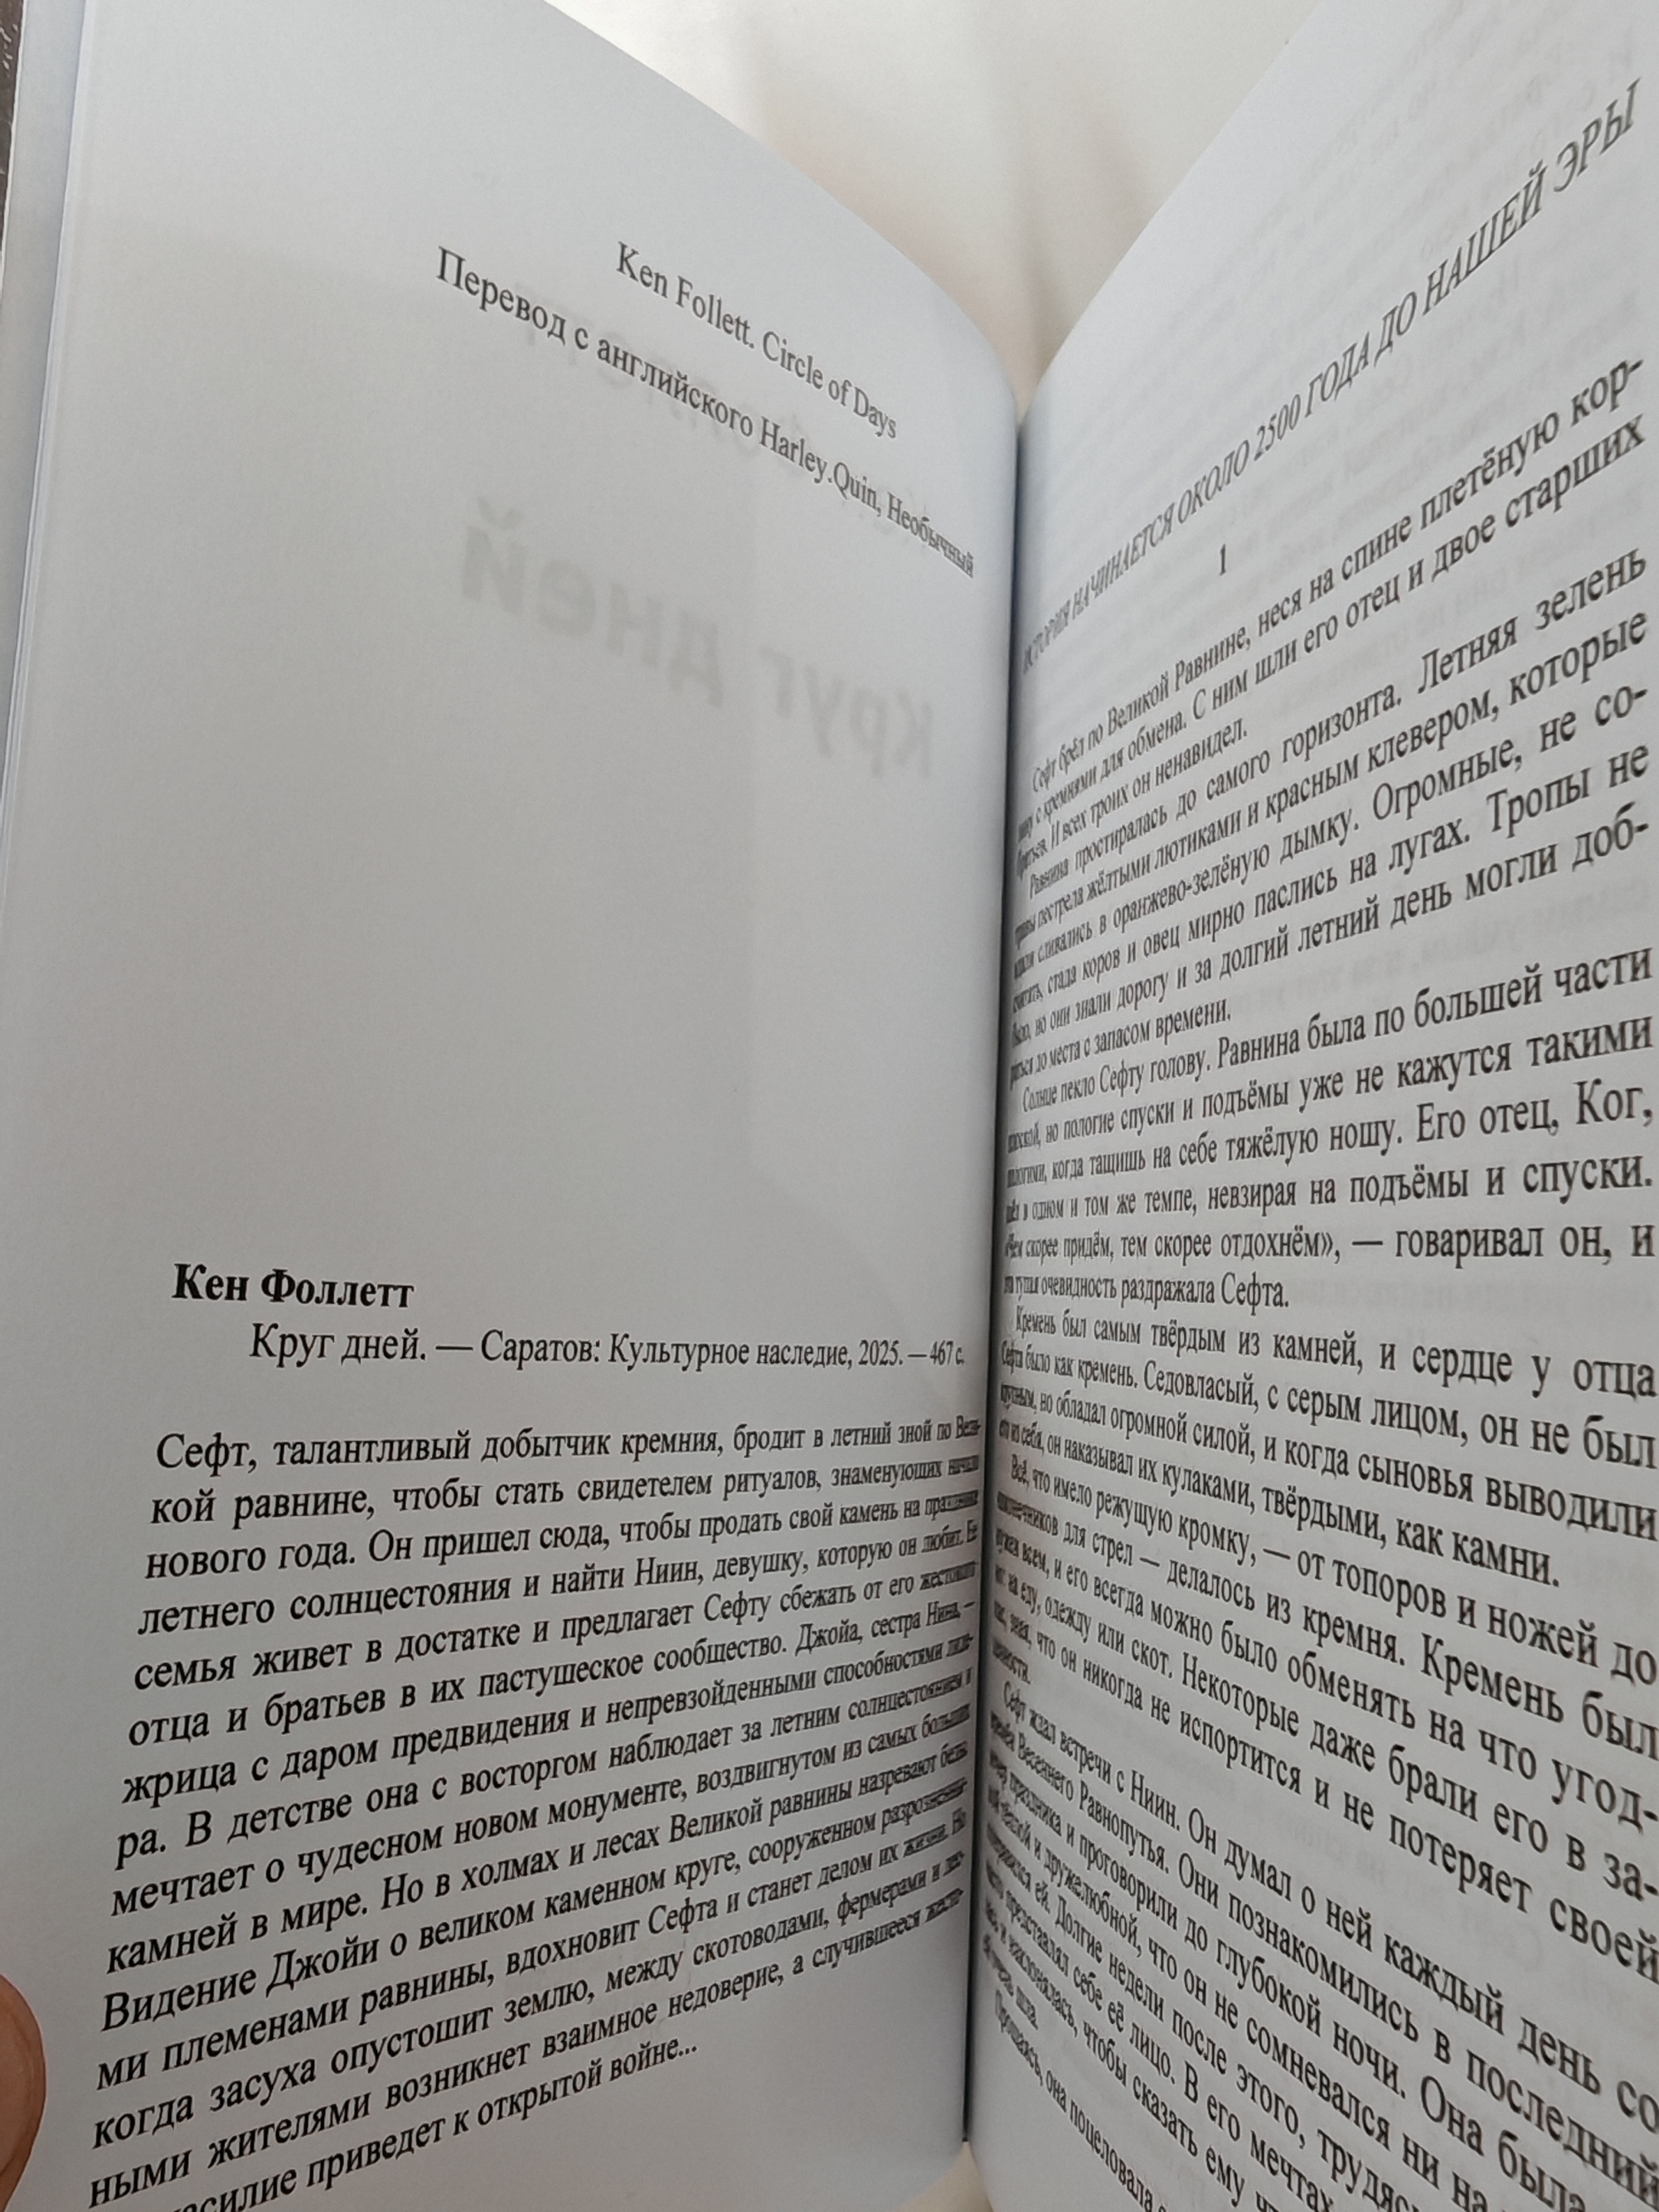 Ken Follett. Circle of Days
Перевод с английского Harley.Quin, Необычный
Кен Фоллетт
Круг дней. — Саратов: Культурное наследие, 2025. — 467 с.
Сефт, талантливый добытчик кремния, бродит в летний зной по Вели-
кой равнине, чтобы стать свидетелем ритуалов, знаменующих начало
нового года. Он пришел сюда, чтобы продать свой камень на празднике
летнего солнцестояния и найти Ниин, девушку, которую он любит. Её
семья живет в достатке и предлагает Сефту сбежать от его жестокого
отца и братьев в их пастушеское сообщество. Джойа, сестра Нина, –
жрица с даром предвидения и непревзойденными способностями лиде-
ра. В детстве она с восторгом наблюдает за летним солнцестоянием и
мечтает о чудесном новом монументе, воздвигнутом из самых больших
камней в мире. Но в холмах и лесах Великой равнины назревают беды
Видение Джойи о великом каменном круге, сооруженном
ми племенами равнины, вдохновит Сефта и станет делом их жизни. Но
когда засуха опустошит землю, между скотоводами, фермерами и лес-
ными жителями возникнет взаимное недоверие, а случившееся
насилие приведет к открытой войне...
ИСТОРИЯ НАЧИНАЕТСЯ ОКОЛО 2500 ГОДА ДО НАШЕЙ ЭРЫ
1
Сефт брёл по Великой Равнине, неся на спине плетёную кор-
с кремнями для обмена. С ним шли его отец и двое старших
братьев. И всех троих он ненавидел.
Равнина простиралась до самого горизонта. Летняя зелень
травы пестрела жёлтыми лютиками и красным клевером, которые
сливались в оранжево-зелёную дымку. Огромные, не со-
считать, стада коров и овец мирно паслись на лугах. Тропы не
было, но они знали дорогу и за долгий летний день могли доб-
раться до места с запасом времени.
Солнце пекло Сефту голову. Равнина была по большей части
плоской, но пологие спуски и подъёмы уже не кажутся такими
пологими, когда тащишь на себе тяжёлую ношу. Его отец, Ког,
шёл в одном и том же темпе, невзирая на подъёмы и спуски.
«Чем скорее придём, тем скорее отдохнём», — говаривал он, и
эта тупая очевидность раздражала Сефта.
Кремень был самым твёрдым из камней, и сердце у отца
Сефта было как кремень. Седовласый, с серым лицом, он не был
крупным, но обладал огромной силой, и когда сыновья выводили
его из себя, он наказывал их кулаками, твёрдыми, как камни.
Всё, что имело режущую кромку, — от топоров и ножей до
наконечников для стрел — делалось из кремня. Кремень был
нужен всем, и его всегда можно было обменять на что угод-
но: на еду, одежду или скот. Некоторые даже брали его в за-
пас, зная, что он никогда не испортится и не потеряет своей
ценности.
Сефт ждал встречи с Ниин. Он думал о ней каждый день со
времён Весеннего Равнопутья. Они познакомились в последний
вечер праздника и проговорили до глубокой ночи. Она была
и дружелюбной, что он не сомневался ни на
понравился ей. Долгие недели после этого,
часто представлял себе её лицо. В его мечтах
и наклонялась, чтобы сказать ему
Прощаясь, она поцеловала